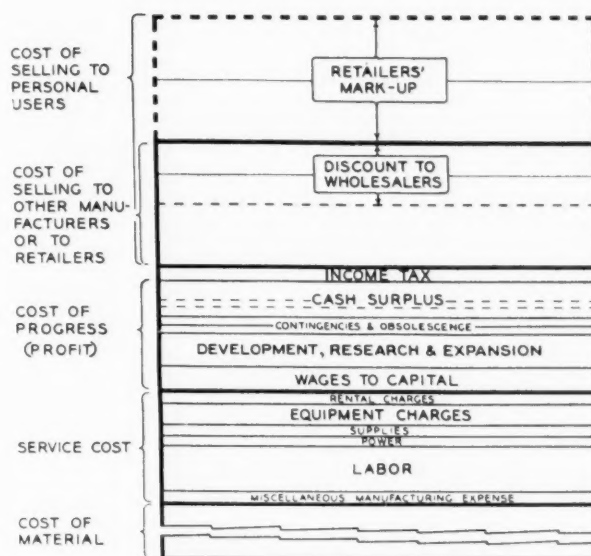 COST OF
SELLING TO
PERSONAL
USERS
RETAILERS'
MARK-UP
COST OF
SELLING TO
OTHER MANU-
FACTURERS
OR TO
RETAILERS
DISCOUNT TO
WHOLESALERS
COST OF
PROGRESS
(PROFIT)
INCOME TAX
CASH SURPLUS
CONTINGENCIES & OBSOLESCENCE
DEVELOPMENT, RESEARCH & EXPANSION
WAGES TO CAPITAL
SERVICE COST
RENTAL CHARGES
EQUIPMENT CHARGES
SUPPLIES
POWER
LABOR
MISCELLANEOUS MANUFACTURING EXPENSE
COST OF
MATERIAL